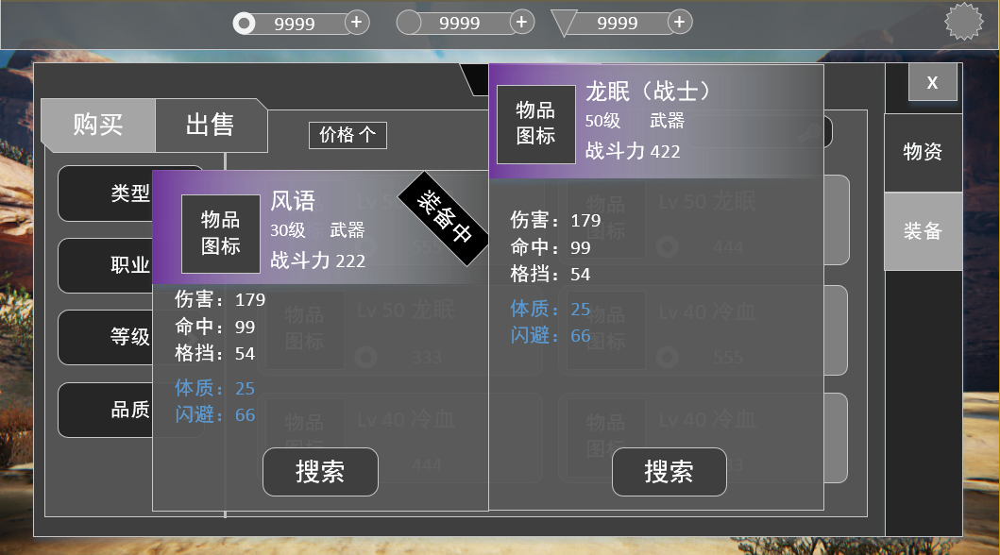 9999 + 9999 + 9999 +
X
购买
出售
价格 个
类型
职业
等级
品质
物品
图标
风语
30级 武器
战斗力 222
装备中
伤害：179
命中：99
格挡：54
体质：25
闪避：66
搜索
物品
图标
龙眠（战士）
50级 武器
战斗力 422
伤害：179
命中：99
格挡：54
体质：25
闪避：66
搜索
物品
图标
Lv 50 龙眠
333
物品
图标
Lv 40 冷血
444
物品
图标
Lv 50 龙眠
444
物品
图标
Lv 40 冷血
555
物品
图标
Lv 40 冷血
物资
装备